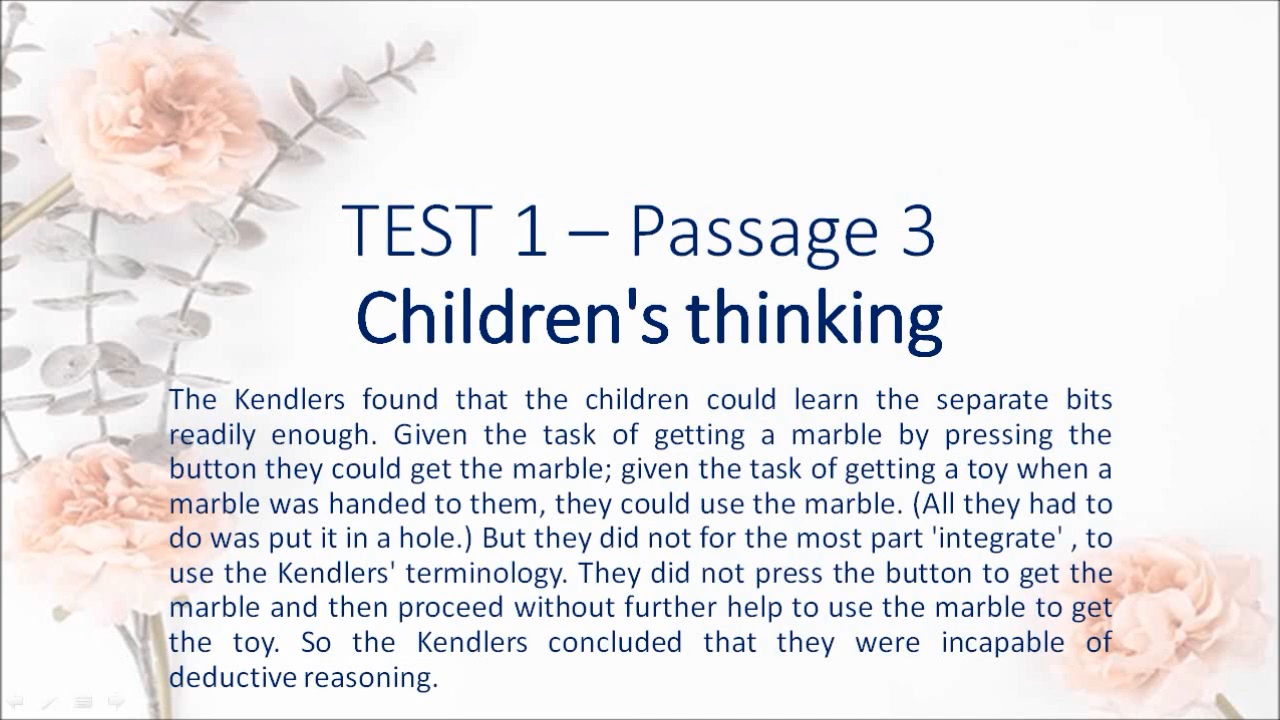 TEST 1 – Passage 3
Children's thinking
The Kendlers found that the children could learn the separate bits
readily enough. Given the task of getting a marble by pressing the
button they could get the marble; given the task of getting a toy when a
marble was handed to them, they could use the marble. (All they had to
do was put it in a hole.) But they did not for the most part 'integrate' , to
use the Kendlers' terminology. They did not press the button to get the
marble and then proceed without further help to use the marble to get
the toy. So the Kendlers concluded that they were incapable of
deductive reasoning.